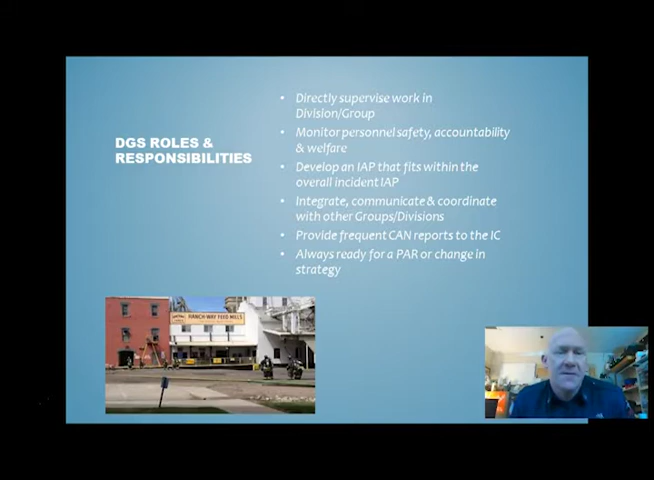 DGS ROLES &
RESPONSIBILITIES
• Directly supervise work in
Division/Group
• Monitor personnel safety, accountability
& welfare
• Develop an IAP that fits within the
overall incident IAP
• Integrate, communicate & coordinate
with other Groups/Divisions
• Provide frequent CAN reports to the IC
• Always ready for a PAR or change in
strategy
RANCH-WAY FEED MILLS